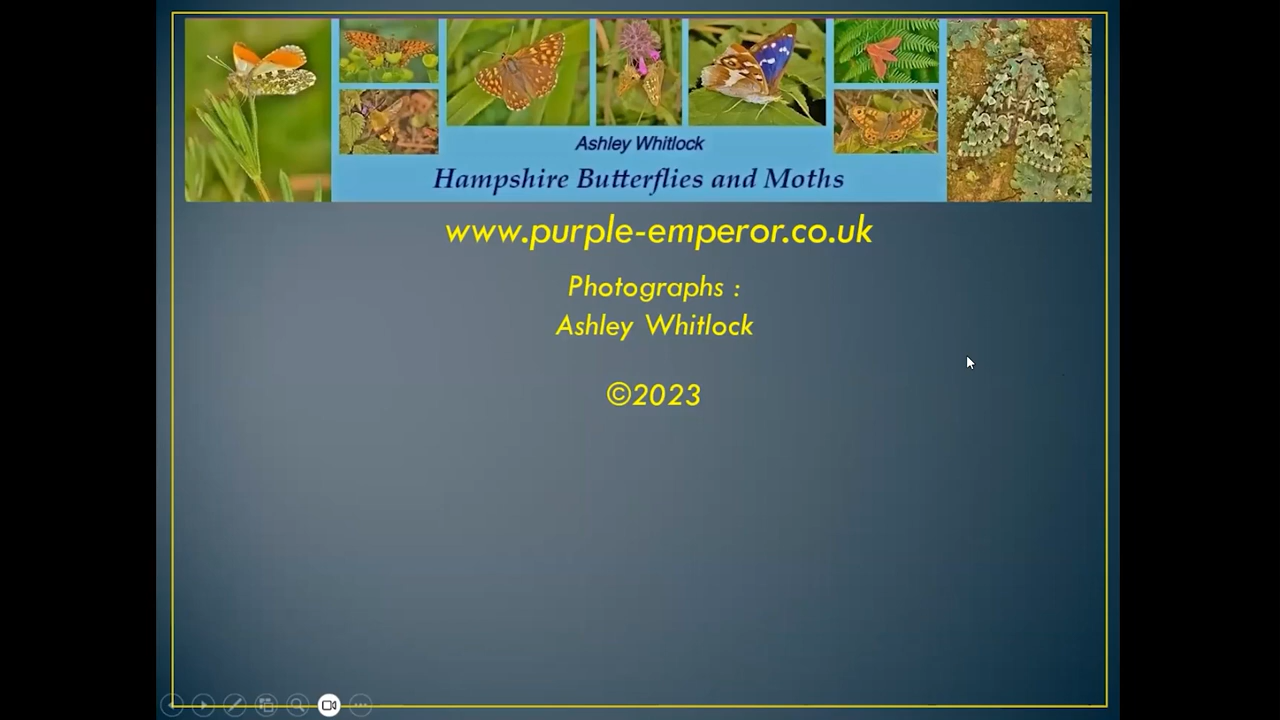 Ashley Whitlock
Hampshire Butterflies and Moths
www.purple-emperor.co.uk
Photographs :
Ashley Whitlock
©2023